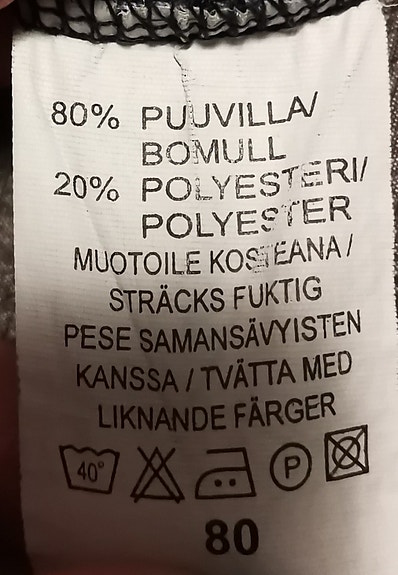 80% PUUVILLA/
BOMULL
20% POLYESTERI/
POLYESTER
MUOTOILE KOSTEANA /
STRÄCKS FUKTIG
PESE SAMANSÄVYISTEN
KANSSA / TVÄTTA MED
LIKNANDE FÄRGER
40° P
80